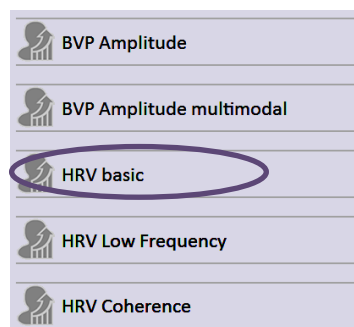 BVP Amplitude
BVP Amplitude multimodal
HRV basic
HRV Low Frequency
HRV Coherence